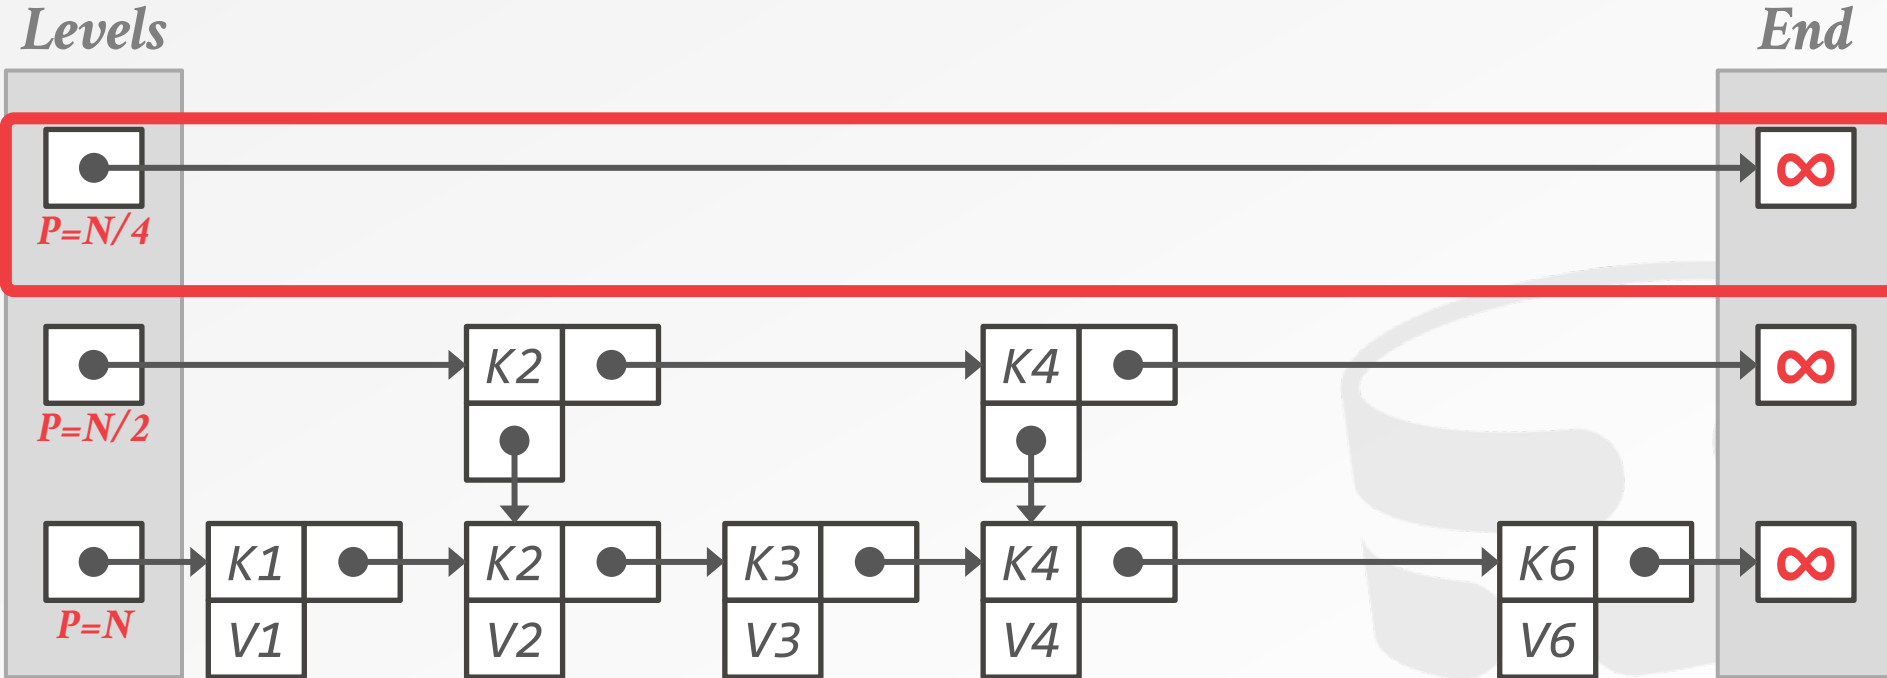 Levels End
∞
P=N/4
K2 K4 ∞
P=N/2
K1 K2 K3 K4 K6 ∞
P=N
V1 V2 V3 V4 V6